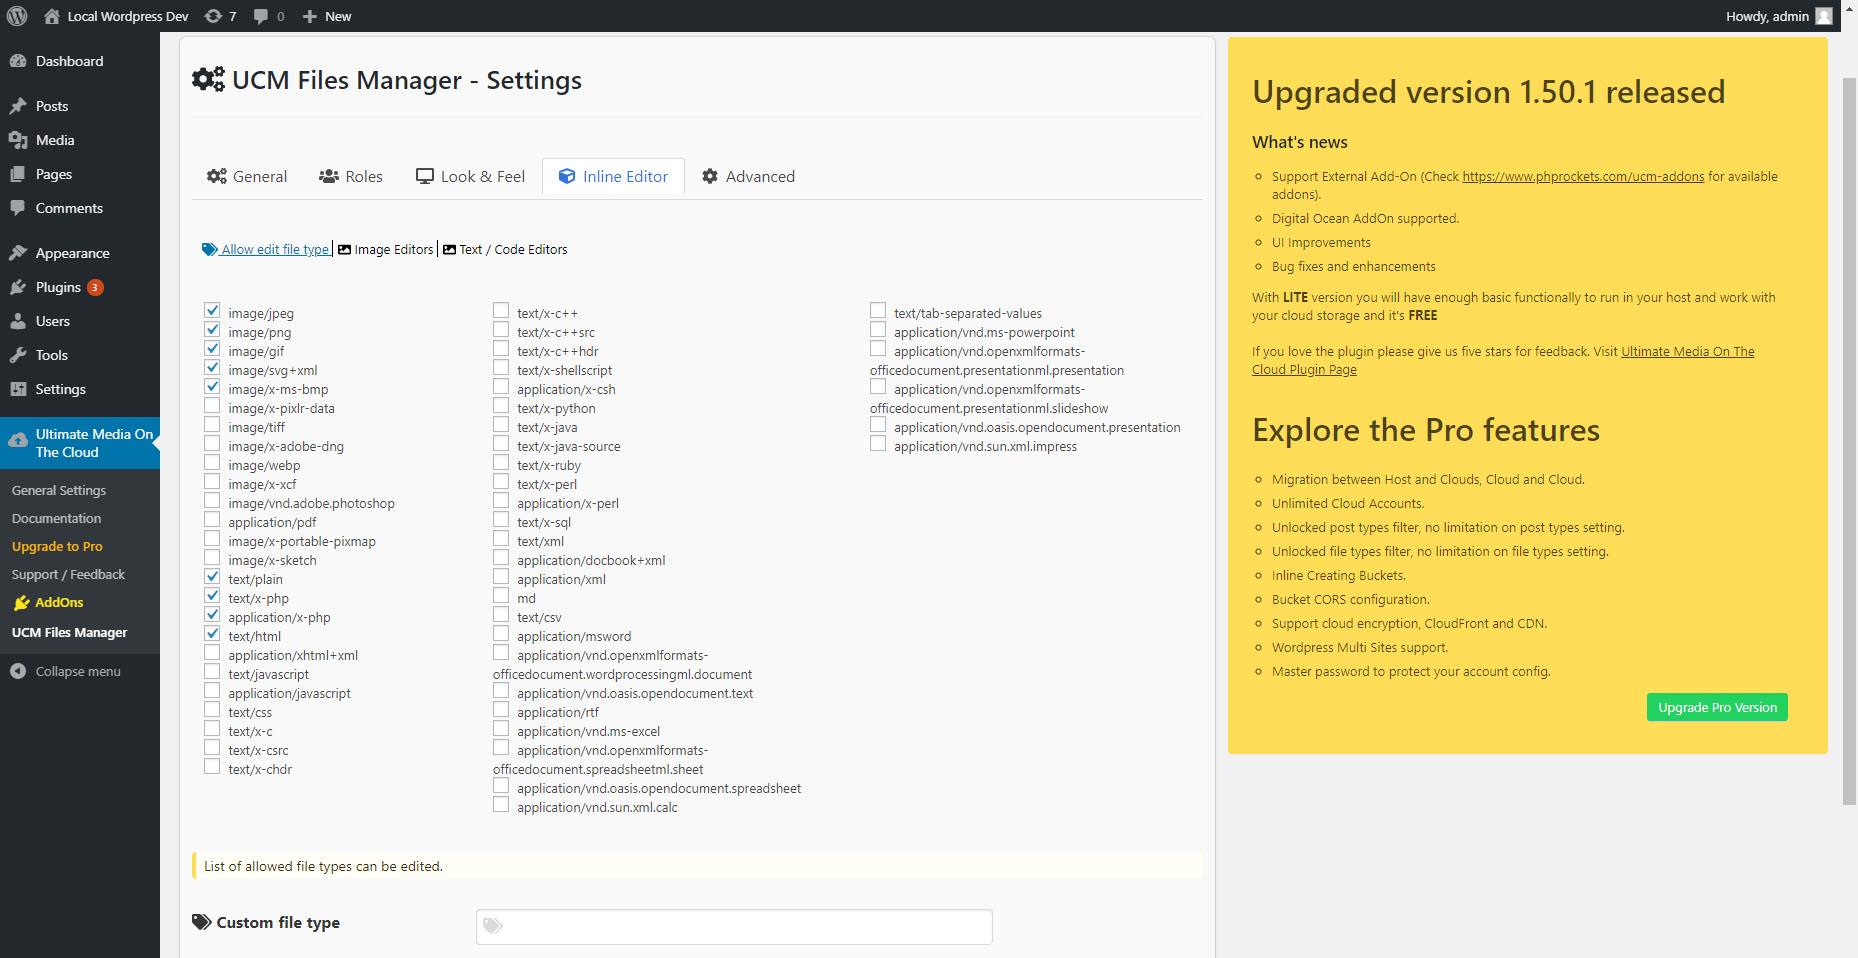 Local Wordpress Dev 7 0 New Howdy, admin
Dashboard
Posts
Media
Pages
Comments
Appearance
Plugins 3
Users
Tools
Settings
Ultimate Media On
The Cloud
General Settings
Documentation
Upgrade to Pro
Support / Feedback
AddOns
UCM Files Manager
Collapse menu
UCM Files Manager - Settings
General Roles Look & Feel Inline Editor Advanced
Allow edit file type Image Editors Text / Code Editors
image/jpeg
image/png
image/gif
image/svg+xml
image/x-ms-bmp
image/x-pixlr-data
image/tiff
image/x-adobe-dng
image/webp
image/x-xcf
image/vnd.adobe.photoshop
application/pdf
image/x-portable-pixmap
image/x-sketch
text/plain
text/x-php
application/x-php
text/html
application/xhtml+xml
text/javascript
application/javascript
text/css
text/x-c
text/x-csrc
text/x-chdr
text/x-c++
text/x-c++src
text/x-c++hdr
text/x-shellscript
application/x-csh
text/x-python
text/x-java
text/x-java-source
text/x-ruby
text/x-perl
application/x-perl
text/x-sql
text/xml
application/docbook+xml
application/xml
md
text/csv
application/msword
application/vnd.openxmlformats-
officedocument.wordprocessingml.document
application/vnd.oasis.opendocument.text
application/rtf
application/vnd.ms-excel
application/vnd.openxmlformats-
officedocument.spreadsheetml.sheet
application/vnd.oasis.opendocument.spreadsheet
application/vnd.sun.xml.calc
text/tab-separated-values
application/vnd.ms-powerpoint
application/vnd.openxmlformats-
officedocument.presentationml.presentation
application/vnd.openxmlformats-
officedocument.presentationml.slideshow
application/vnd.oasis.opendocument.presentation
application/vnd.sun.xml.impress
List of allowed file types can be edited.
Custom file type
Upgraded version 1.50.1 released
What's news
Support External Add-On (Check https://www.phprockets.com/ucm-addons for available
addons).
Digital Ocean AddOn supported.
UI Improvements
Bug fixes and enhancements
With LITE version you will have enough basic functionally to run in your host and work with
your cloud storage and it's FREE
If you love the plugin please give us five stars for feedback. Visit Ultimate Media On The
Cloud Plugin Page
Explore the Pro features
Migration between Host and Clouds, Cloud and Cloud.
Unlimited Cloud Accounts.
Unlocked post types filter, no limitation on post types setting.
Unlocked file types filter, no limitation on file types setting.
Inline Creating Buckets.
Bucket CORS configuration.
Support cloud encryption, CloudFront and CDN.
Wordpress Multi Sites support.
Master password to protect your account config.
Upgrade Pro Version